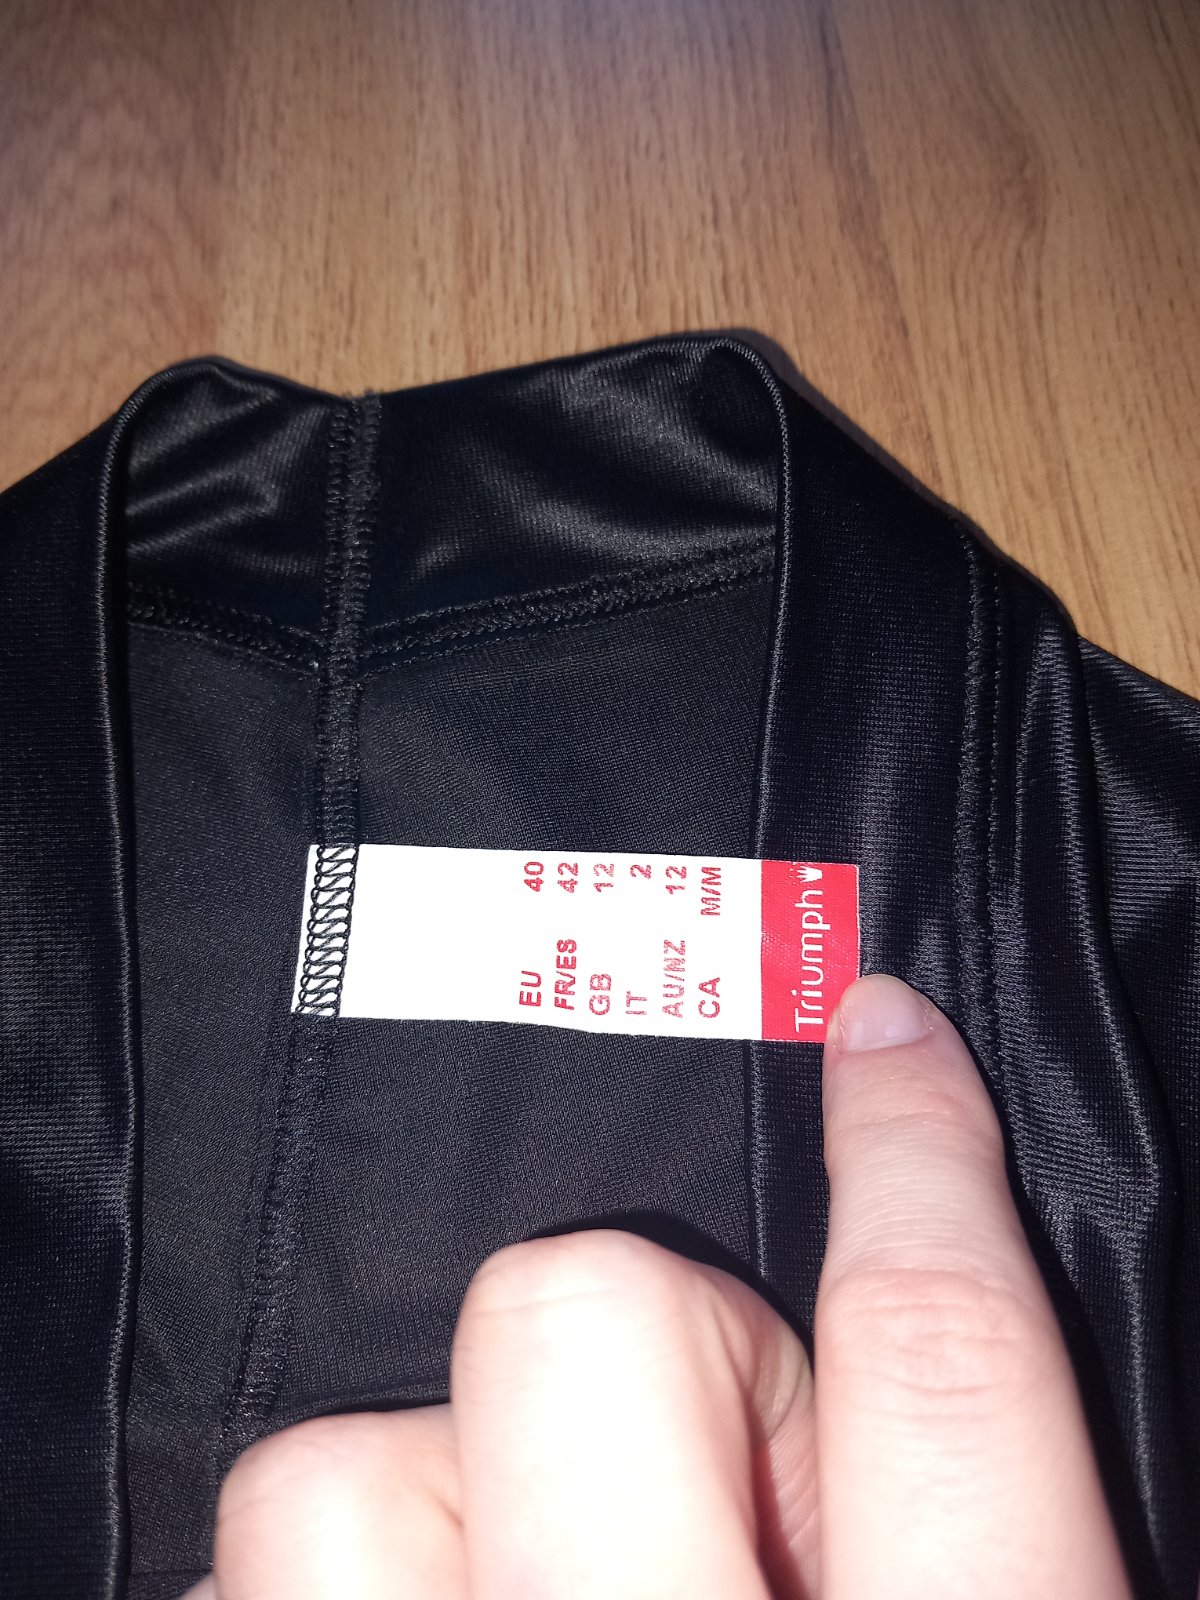 Triumph
EU 40
FR/ES 42
GB 12
IT 2
AU/NZ 12
CA M/M